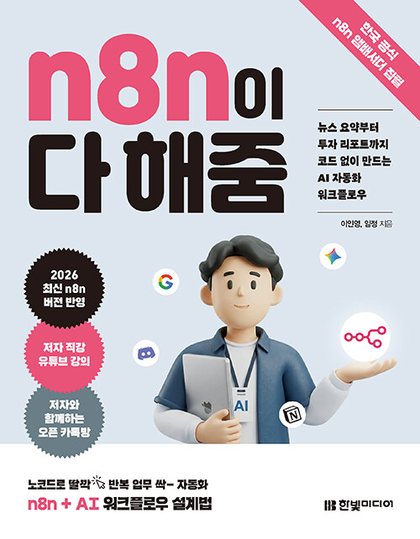 한국 공식
n8n 앰배서더 집필
n8n이
다 해줌
뉴스 요약부터
투자 리포트까지
코드 없이 만드는
AI 자동화
워크플로우
이인영, 일정 지음
2026
최신 n8n
버전 반영
저자 직강
유튜브 강의
저자와
함께하는
오픈 카톡방
AI
노코드로 딸깍 반복 업무 싹- 자동화
n8n + AI 워크플로우 설계법
한빛미디어